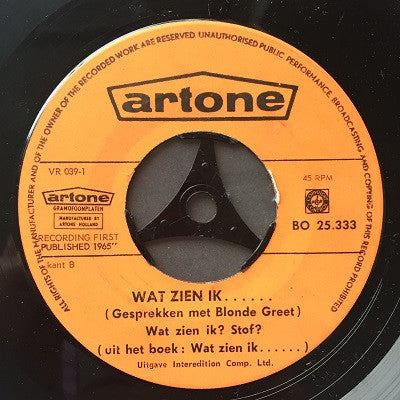 ALL RIGHTS OF THE MANUFACTURER AND OF THE OWNER OF THE RECORDED WORK ARE RESERVED UNAUTHORISED PUBLIC PERFORMANCE, BROADCASTING AND COPYING OF THIS RECORD PROHIBITED
artone
VR 039-1
45 RPM
artone
GRAMOFOONPLATEN
MANUFACTURED BY
ARTONE HOLLAND
BO 25.333
RECORDING FIRST
PUBLISHED 1965"
kant B
WAT ZIEN IK......
(Gesprekken met Blonde Greet)
Wat zien ik? Stof?
(uit het boek: Wat zien ik......)
Uitgave Interedition Comp. Ltd.